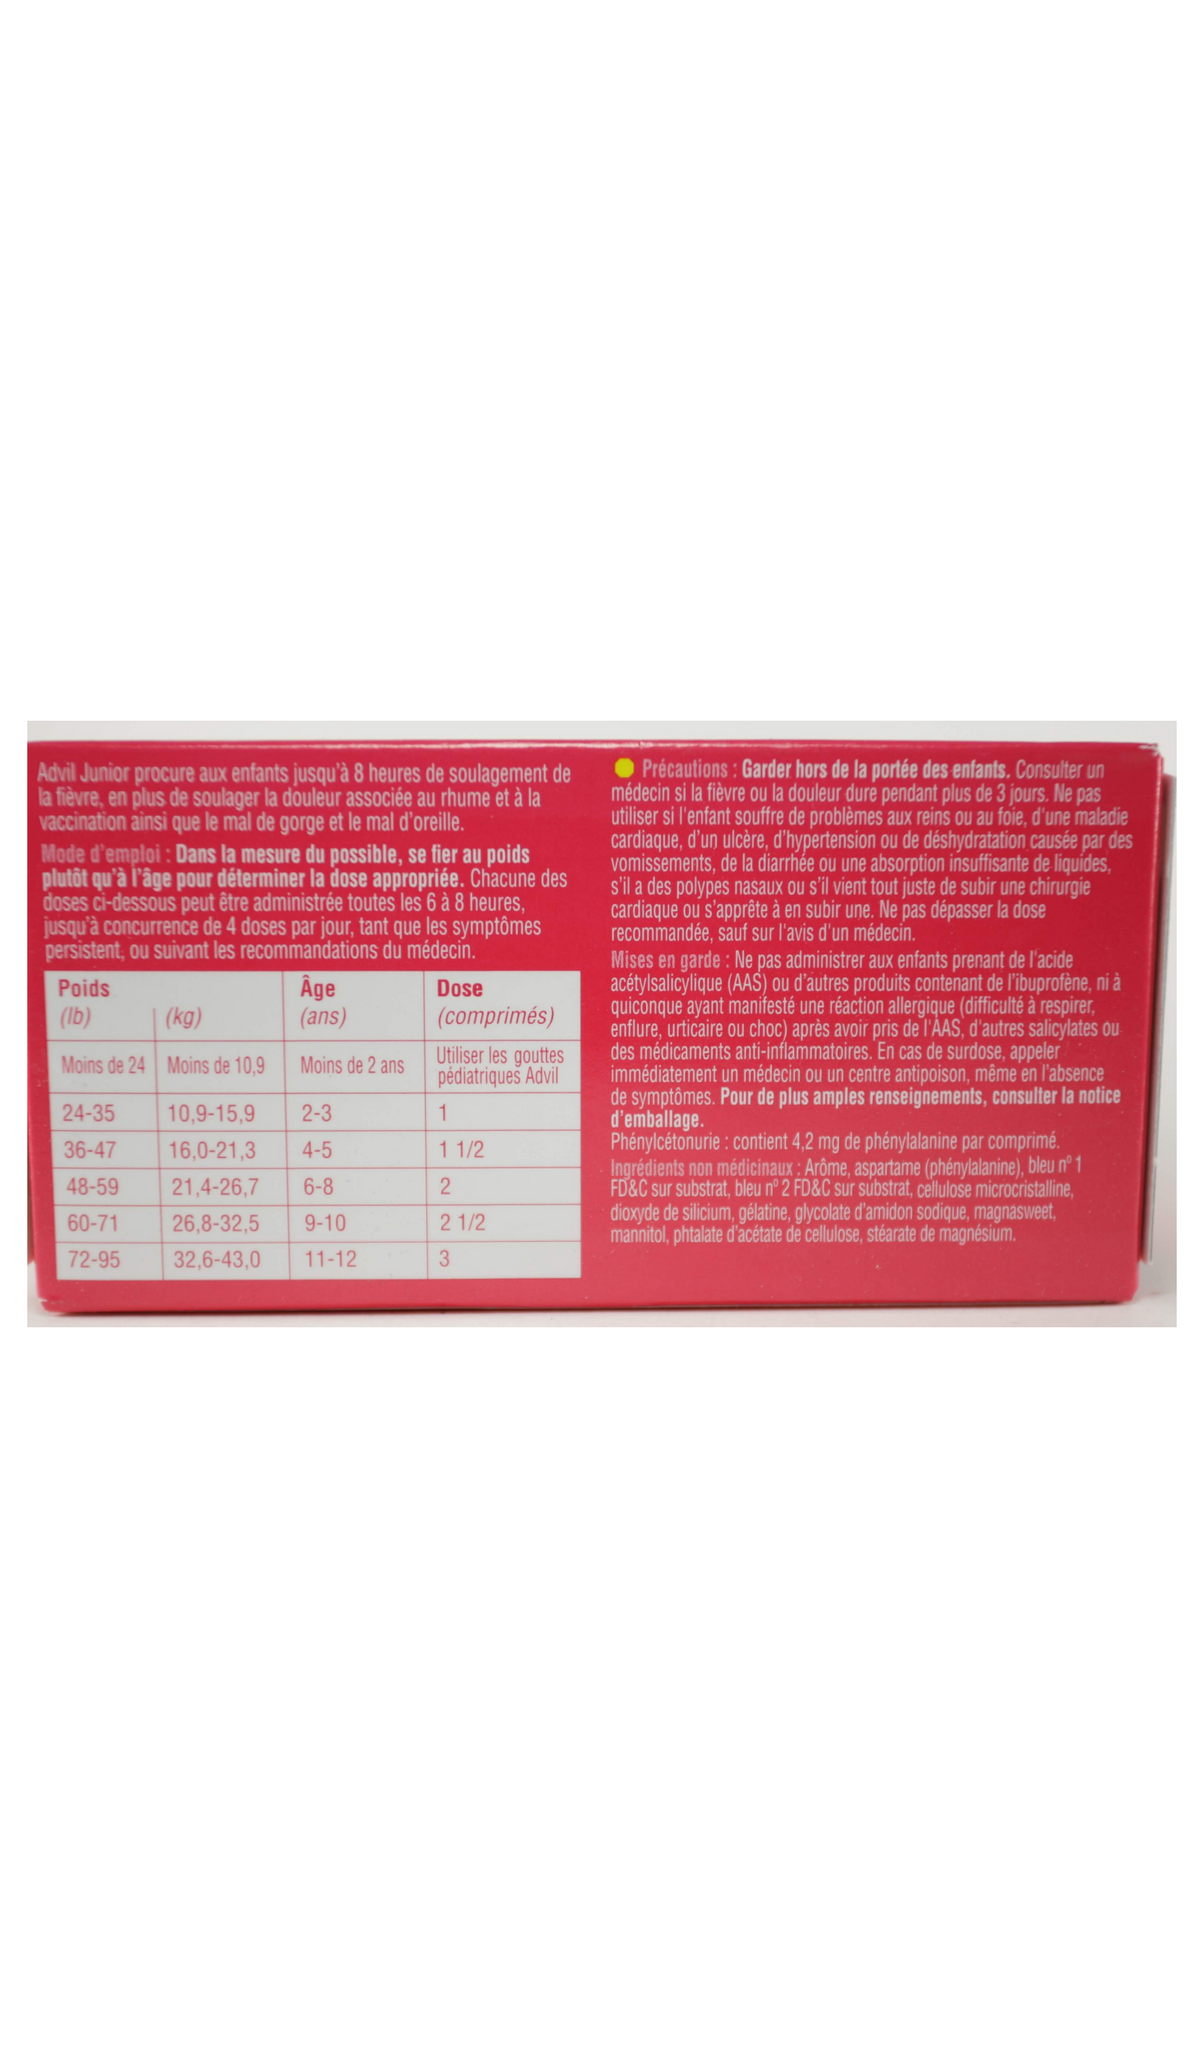 Advil Junior procure aux enfants jusqu'à 8 heures de soulagement de
la fièvre, en plus de soulager la douleur associée au rhume et à la
vaccination ainsi que le mal de gorge et le mal d'oreille.
Mode d'emploi : Dans la mesure du possible, se fier au poids
plutôt qu'à l'âge pour déterminer la dose appropriée. Chacune des
doses ci-dessous peut être administrée toutes les 6 à 8 heures,
jusqu'à concurrence de 4 doses par jour, tant que les symptômes
persistent, ou suivant les recommandations du médecin.
Poids Âge Dose
(lb) (kg) (ans) (comprimés)
Moins de 24 Moins de 10,9 Moins de 2 ans Utiliser les gouttes
pédiatriques Advil
24-35 10,9-15,9 2-3 1
36-47 16,0-21,3 4-5 1 1/2
48-59 21,4-26,7 6-8 2
60-71 26,8-32,5 9-10 2 1/2
72-95 32,6-43,0 11-12 3
Précautions : Garder hors de la portée des enfants. Consulter un
médecin si la fièvre ou la douleur dure pendant plus de 3 jours. Ne pas
utiliser si l'enfant souffre de problèmes aux reins ou au foie, d'une maladie
cardiaque, d'un ulcère, d'hypertension ou de déshydratation causée par des
vomissements, de la diarrhée ou une absorption insuffisante de liquides,
s'il a des polypes nasaux ou s'il vient tout juste de subir une chirurgie
cardiaque ou s'apprête à en subir une. Ne pas dépasser la dose
recommandée, sauf sur l'avis d'un médecin.
Mises en garde : Ne pas administrer aux enfants prenant de l'acide
acétylsalicylique (AAS) ou d'autres produits contenant de l'ibuprofène, ni à
quiconque ayant manifesté une réaction allergique (difficulté à respirer,
enflure, urticaire ou choc) après avoir pris de l'AAS, d'autres salicylates ou
des médicaments anti-inflammatoires. En cas de surdose, appeler
immédiatement un médecin ou un centre antipoison, même en l'absence
de symptômes. Pour de plus amples renseignements, consulter la notice
d'emballage.
Phénylcétonurie : contient 4,2 mg de phénylalanine par comprimé.
Ingrédients non médicinaux : Arôme, aspartame (phénylalanine), bleu nº 1
FD&C sur substrat, bleu nº 2 FD&C sur substrat, cellulose microcristalline,
dioxyde de silicium, gélatine, glycolate d'amidon sodique, magnasweet,
mannitol, phtalate d'acétate de cellulose, stéarate de magnésium.